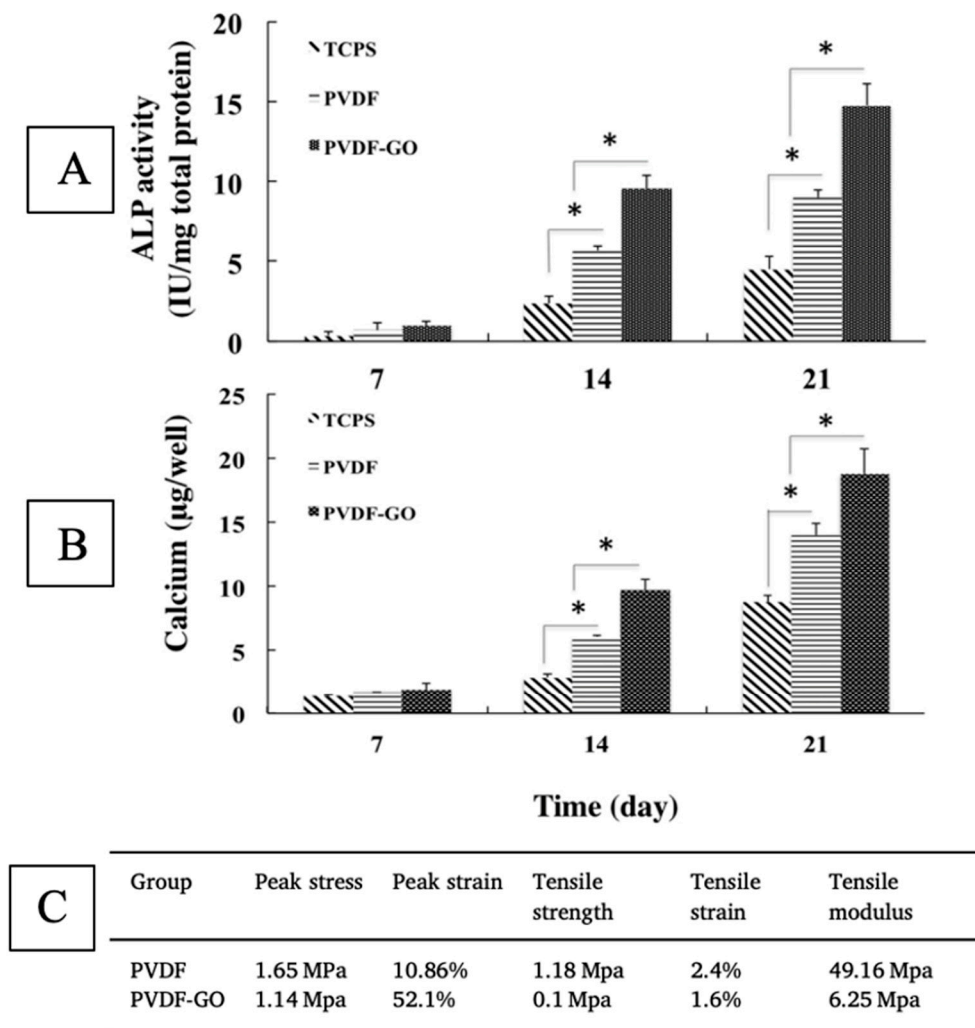 A
ALP activity
(IU/mg total protein)
20
15
10
5
0
TCPS
PVDF
PVDF-GO
*
*
*
*
7
14
21
B
Calcium (µg/well)
25
20
15
10
5
0
TCPS
PVDF
PVDF-GO
*
*
*
*
7
14
21
Time (day)
C
Group Peak stress Peak strain Tensile Tensile Tensile
strength strain modulus
PVDF 1.65 MPa 10.86% 1.18 Mpa 2.4% 49.16 Mpa
PVDF-GO 1.14 MPa 52.1% 0.1 Mpa 1.6% 6.25 Mpa